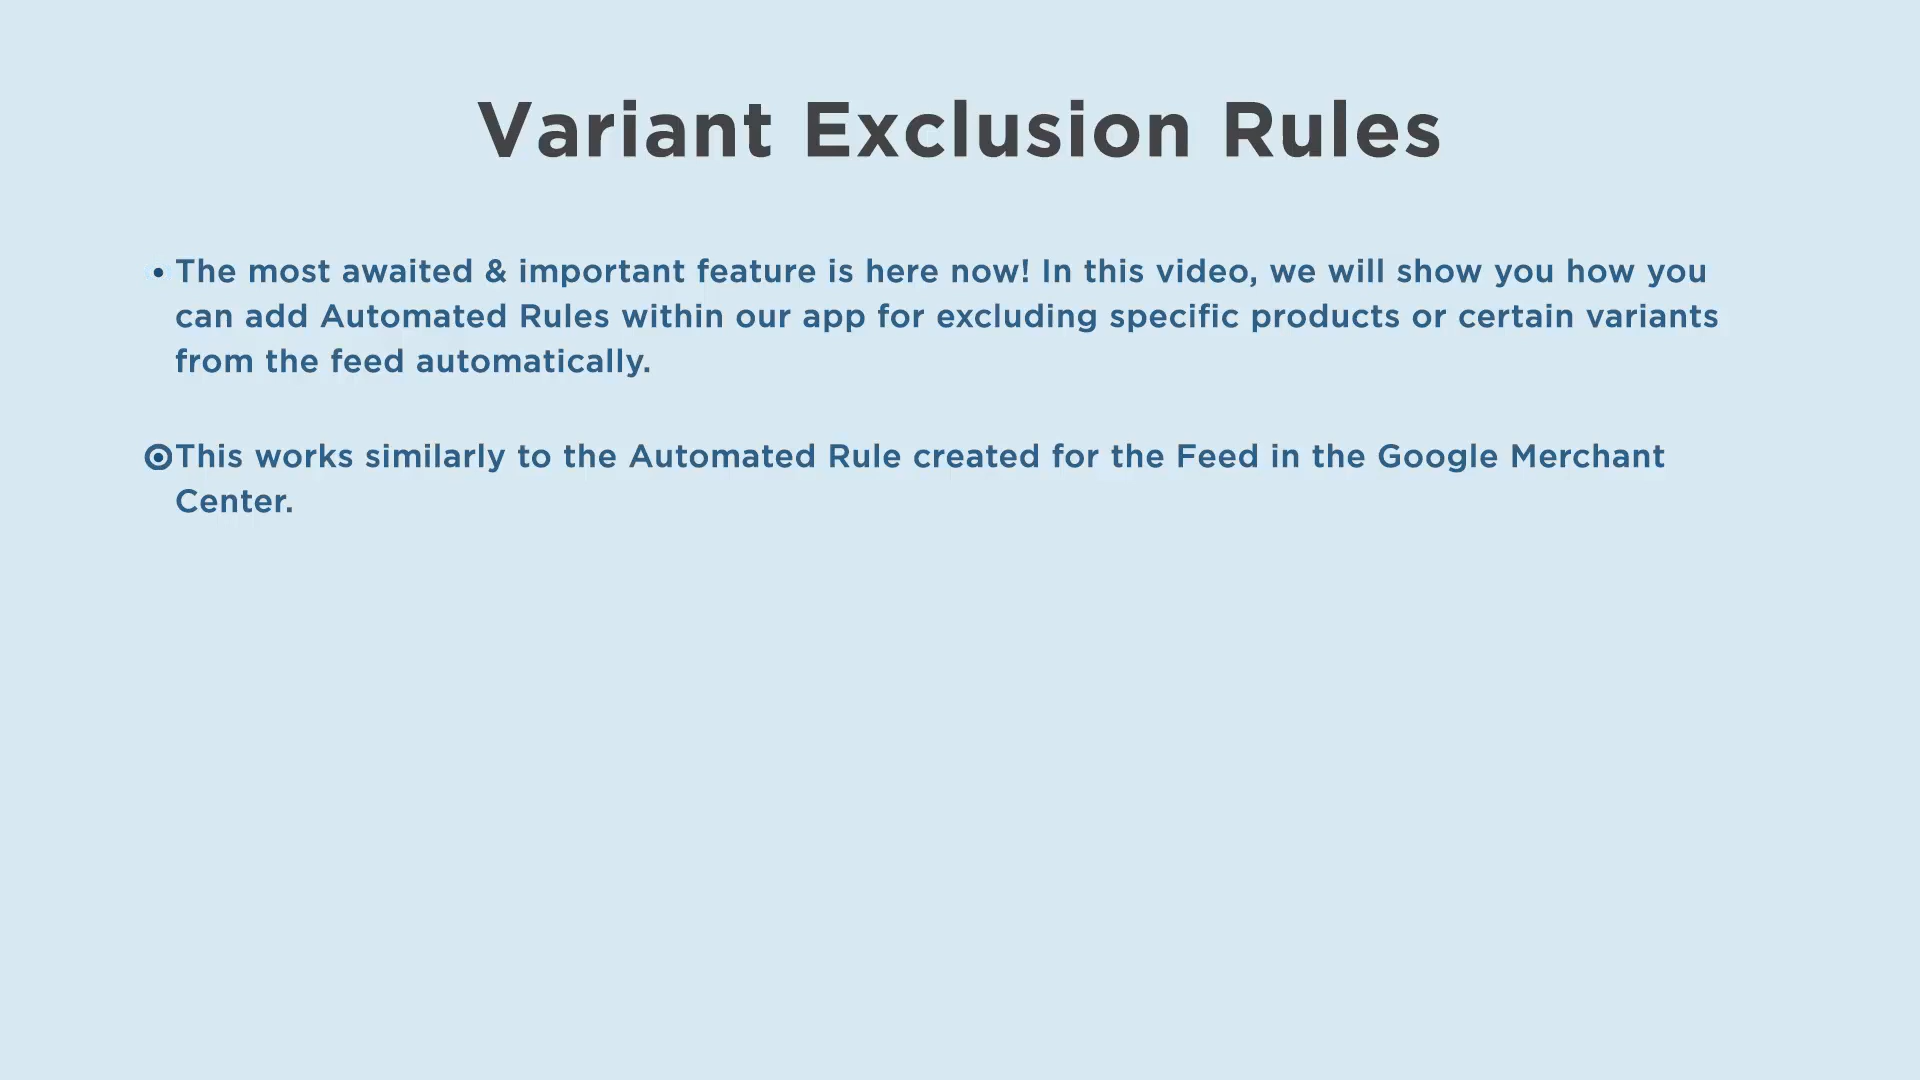 Variant Exclusion Rules
• The most awaited & important feature is here now! In this video, we will show you how you
can add Automated Rules within our app for excluding specific products or certain variants
from the feed automatically.
This works similarly to the Automated Rule created for the Feed in the Google Merchant
Center.